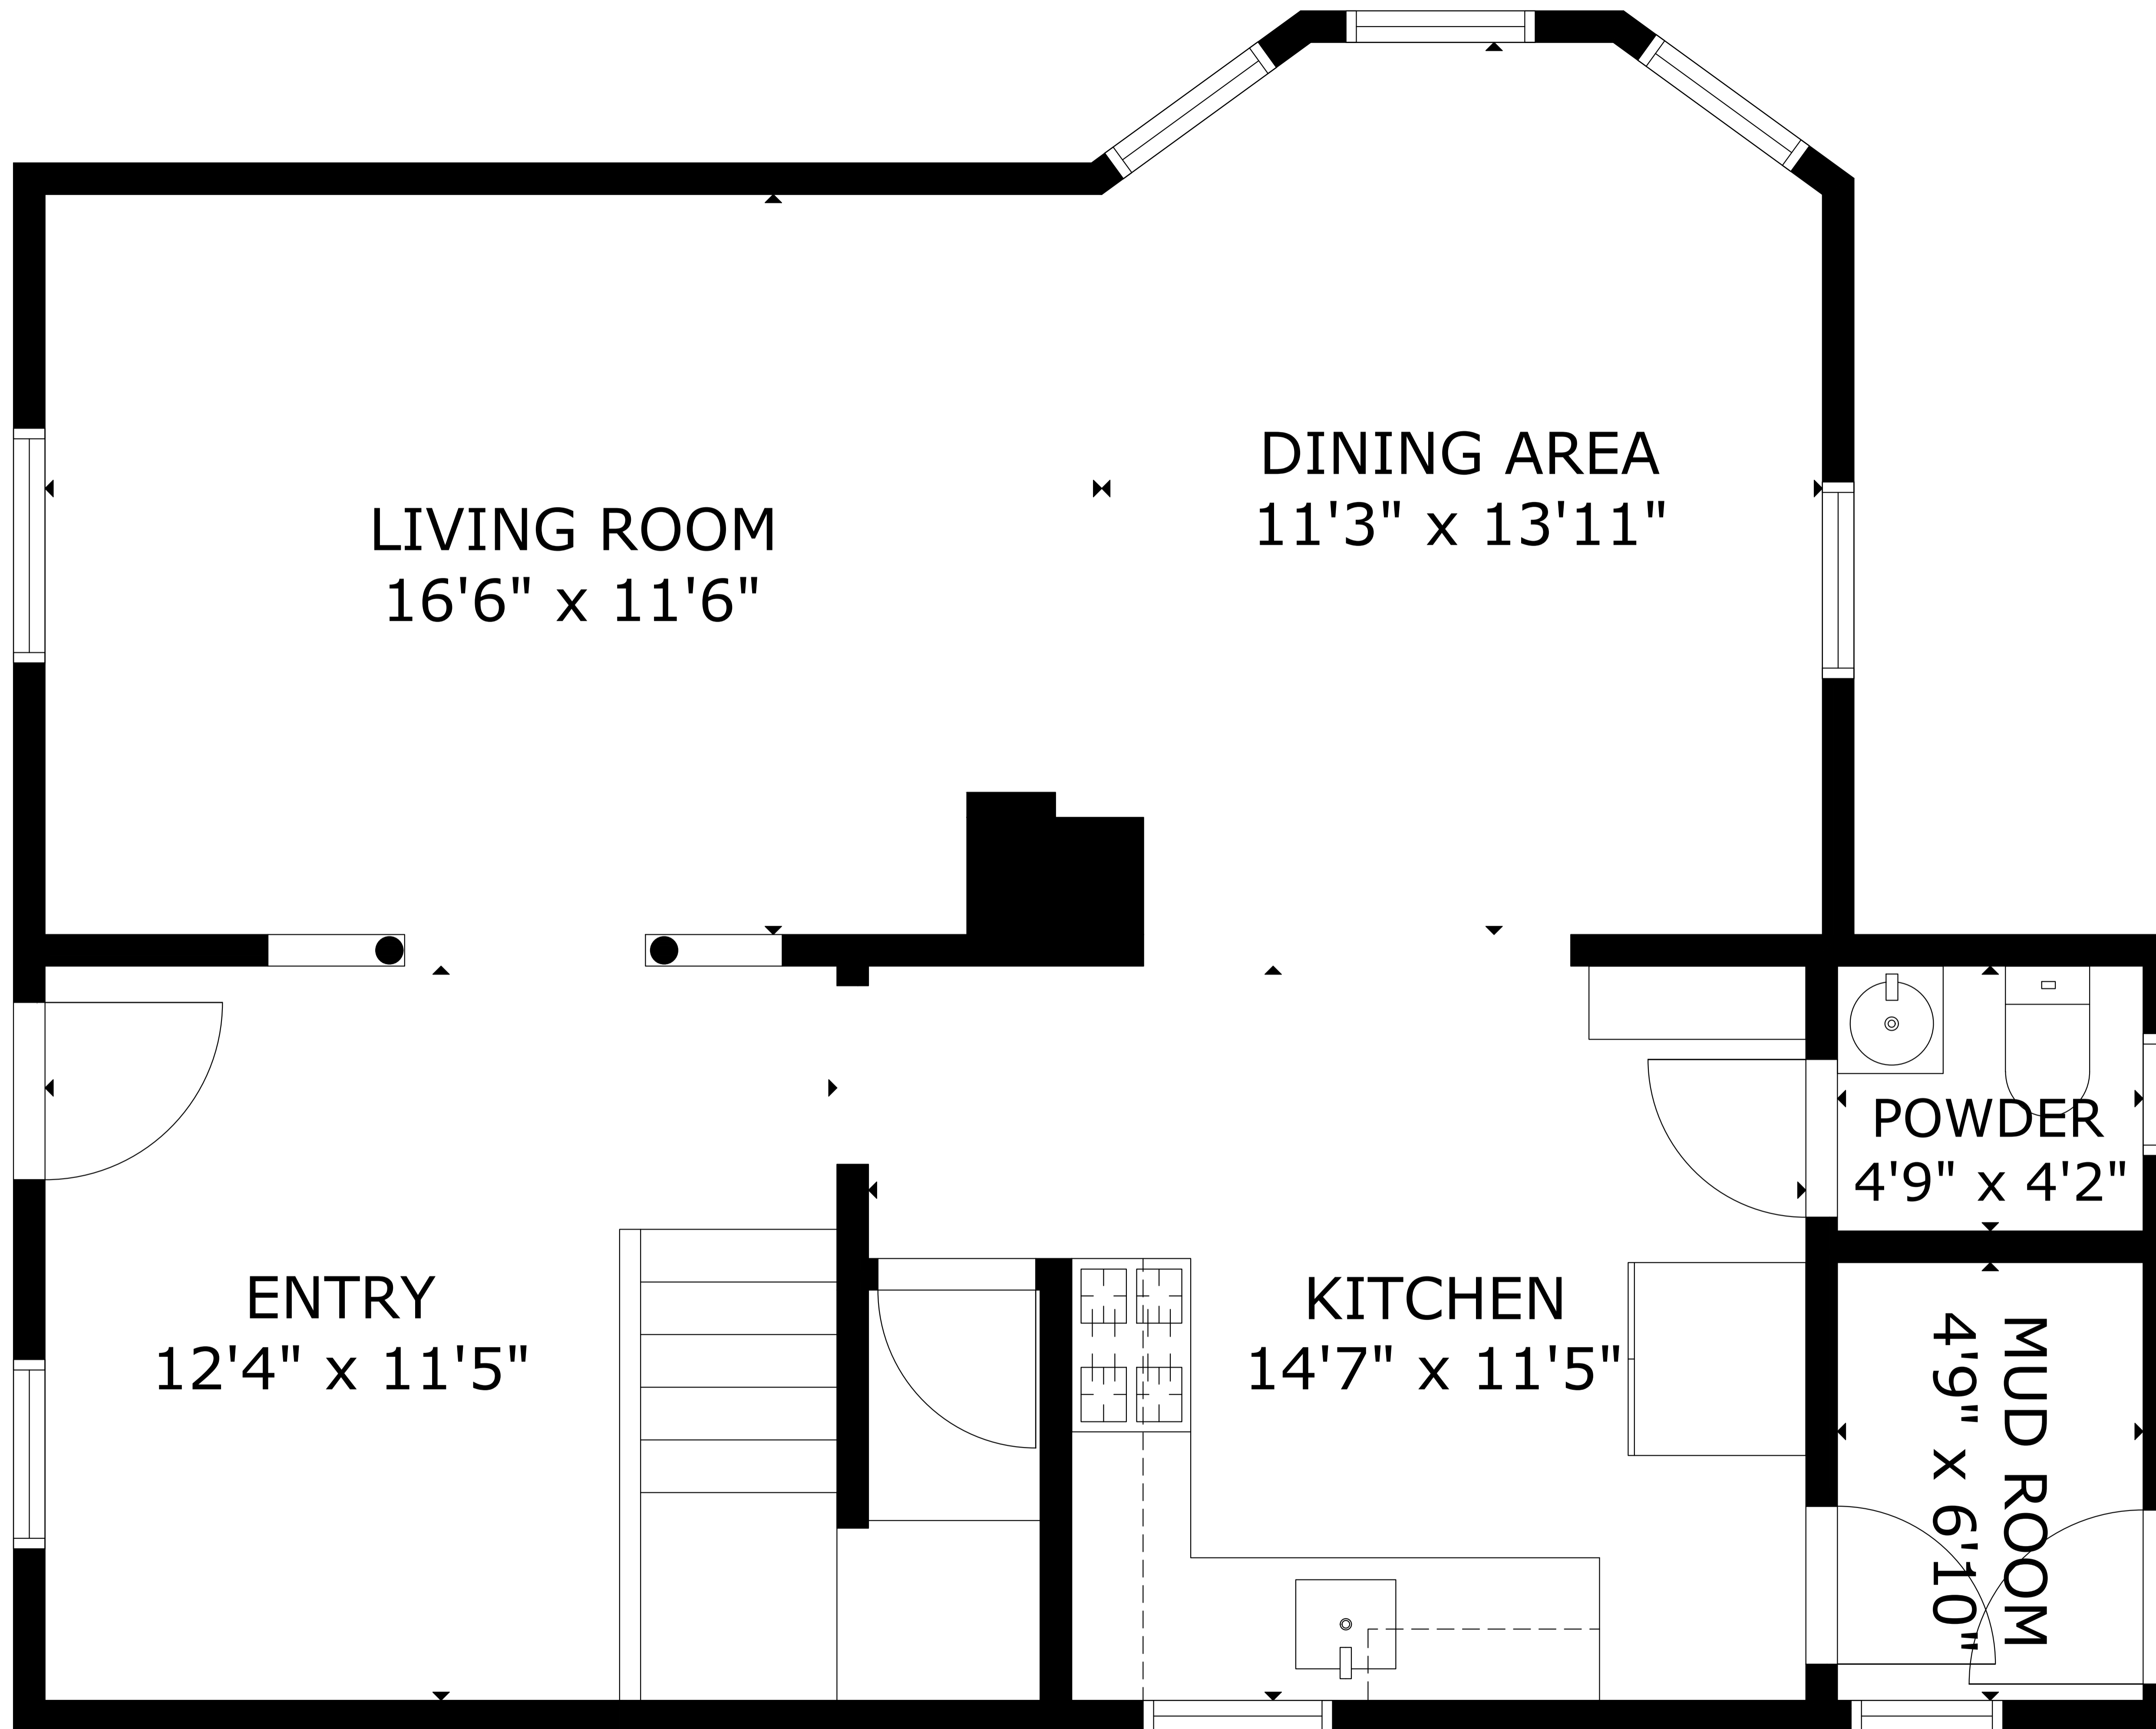 DINING AREA
11'3" x 13'11"
LIVING ROOM
16'6" x 11'6"
POWDER
4'9" x 4'2"
ENTRY
12'4" x 11'5"
KITCHEN
14'7" x 11'5"
MUD ROOM
4'9" x 6'10"